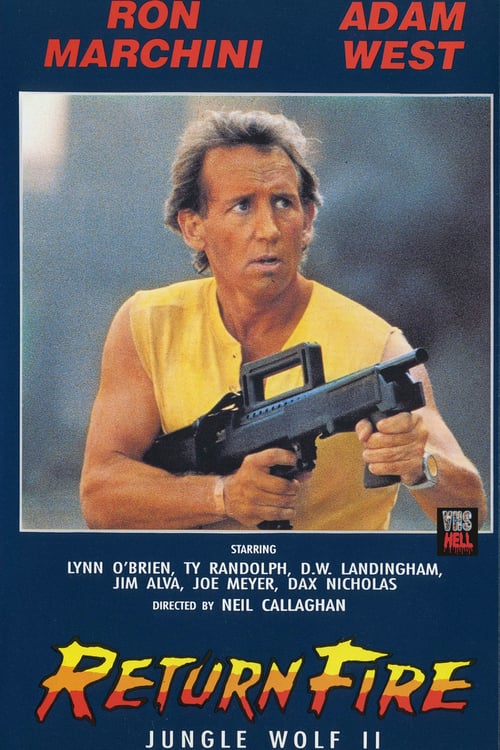 RON ADAM
MARCHINI WEST
VHS
HELL
STARRING
LYNN O'BRIEN, TY RANDOLPH, D.W. LANDINGHAM,
JIM ALVA, JOE MEYER, DAX NICHOLAS
DIRECTED BY NEIL CALLAGHAN
RETURN FIRE
JUNGLE WOLF II